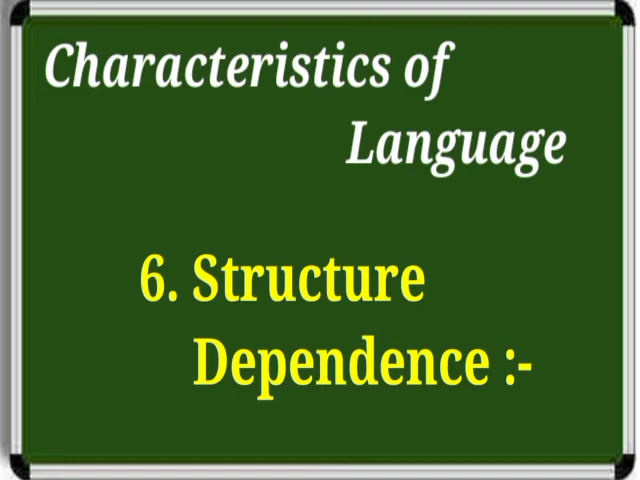 Characteristics of
Language
6. Structure
Dependence :-